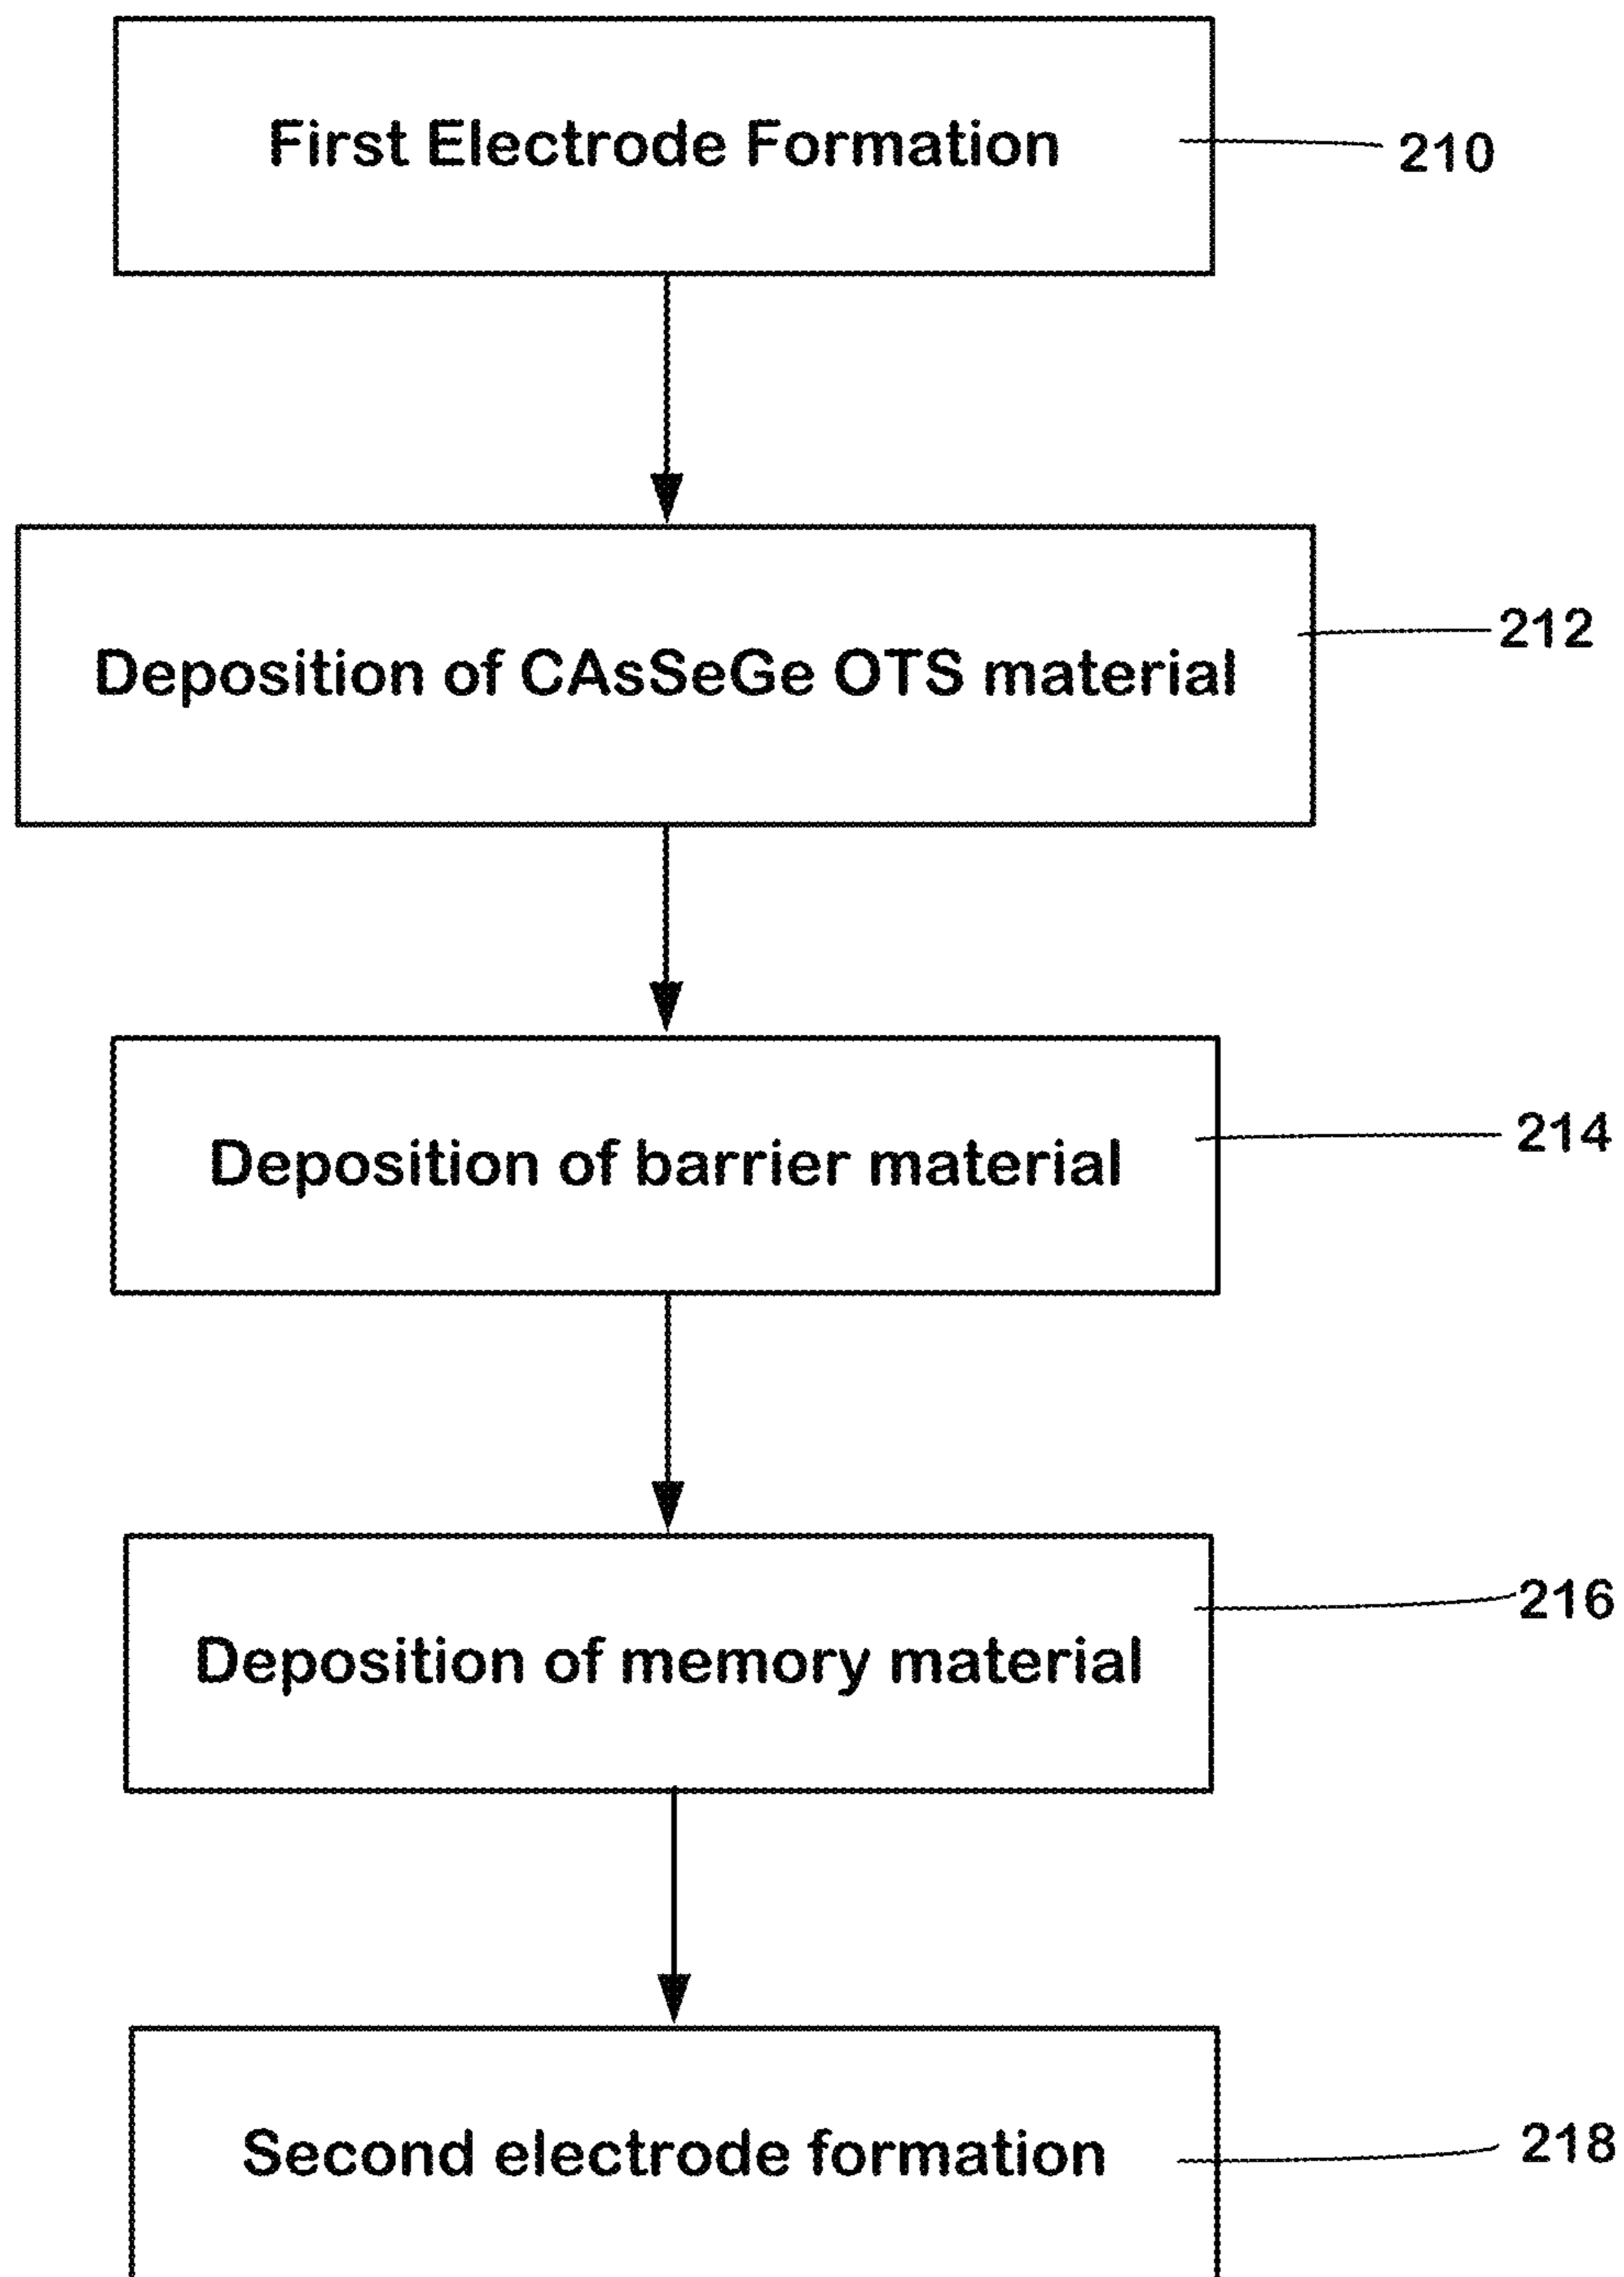 First Electrode Formation
210
Deposition of CAsSeGe OTS material
212
Deposition of barrier material
214
Deposition of memory material
216
Second electrode formation
218